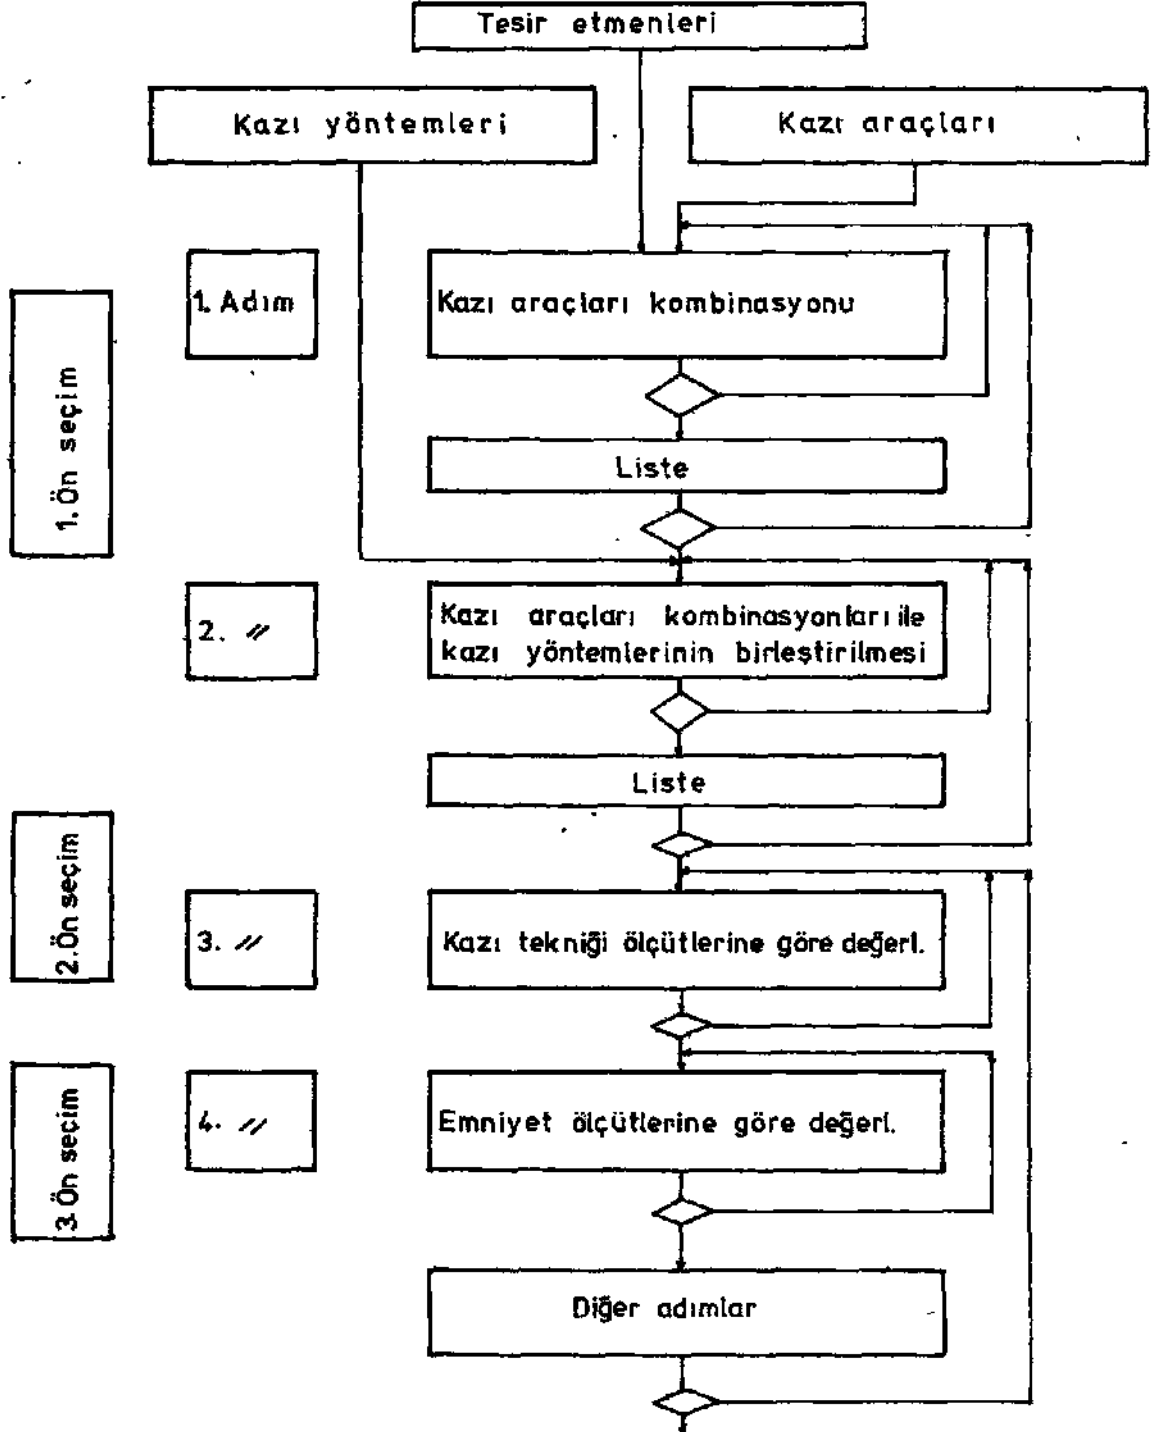 Tesir etmenleri
Kazı yöntemleri
Kazı araçları
1. Adım
Kazı araçları kombinasyonu
1. Ön seçim
Liste
2. 〃
Kazı araçları kombinasyonları ile
kazı yöntemlerinin birleştirilmesi
Liste
2. Ön seçim
3. 〃
Kazı tekniği ölçütlerine göre değerl.
3. Ön seçim
4. 〃
Emniyet ölçütlerine göre değerl.
Diğer adımlar